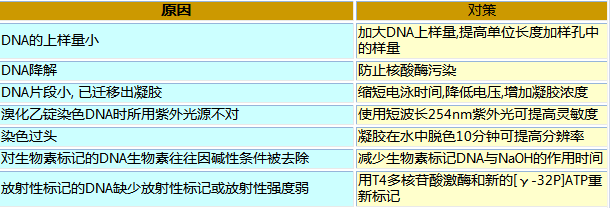 原因 对策
DNA的上样量小 加大DNA上样量,提高单位长度加样孔中
的样量
DNA降解 防止核酸酶污染
DNA片段小, 已迁移出凝胶 缩短电泳时间,降低电压,增加凝胶浓度
溴化乙锭染色DNA时所用紫外光源不对 使用短波长254nm紫外光可提高灵敏度
染色过头 凝胶在水中脱色10分钟可提高分辨率
对生物素标记的DNA生物素往往因碱性条件被去除 减少生物素标记DNA与NaOH的作用时间
放射性标记的DNA缺少放射性标记或放射性强度弱 用T4多核苷酸激酶和新的[γ-32P]ATP重
新标记